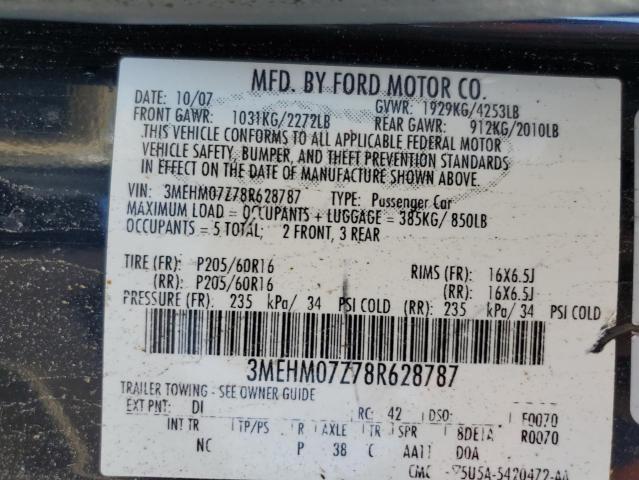 MFD. BY FORD MOTOR CO.
DATE: 10/07 GVWR: 1929KG/4253LB
FRONT GAWR: 1031KG/2272LB REAR GAWR: 912KG/2010LB
THIS VEHICLE CONFORMS TO ALL APPLICABLE FEDERAL MOTOR
VEHICLE SAFETY, BUMPER, AND THEFT PREVENTION STANDARDS
IN EFFECT ON THE DATE OF MANUFACTURE SHOWN ABOVE.
VIN: 3MEHM07Z78R628787 TYPE: Passenger Car
MAXIMUM LOAD = OCCUPANTS + LUGGAGE = 385KG/ 850LB
OCCUPANTS = 5 TOTAL; 2 FRONT, 3 REAR
TIRE (FR): P205/60R16 RIMS (FR): 16X6.5J
(RR): P205/60R16 (RR): 16X6.5J
PRESSURE (FR): 235 kPa/ 34 PSI COLD (RR): 235 kPa/ 34 PSI COLD
3MEHM07Z78R628787
TRAILER TOWING - SEE OWNER GUIDE
EXT PNT: DI RC: 42 DSO: F0070
INT TR TP/PS R AXLE TR SPR R0070
NC P 38 C AA11 D0A